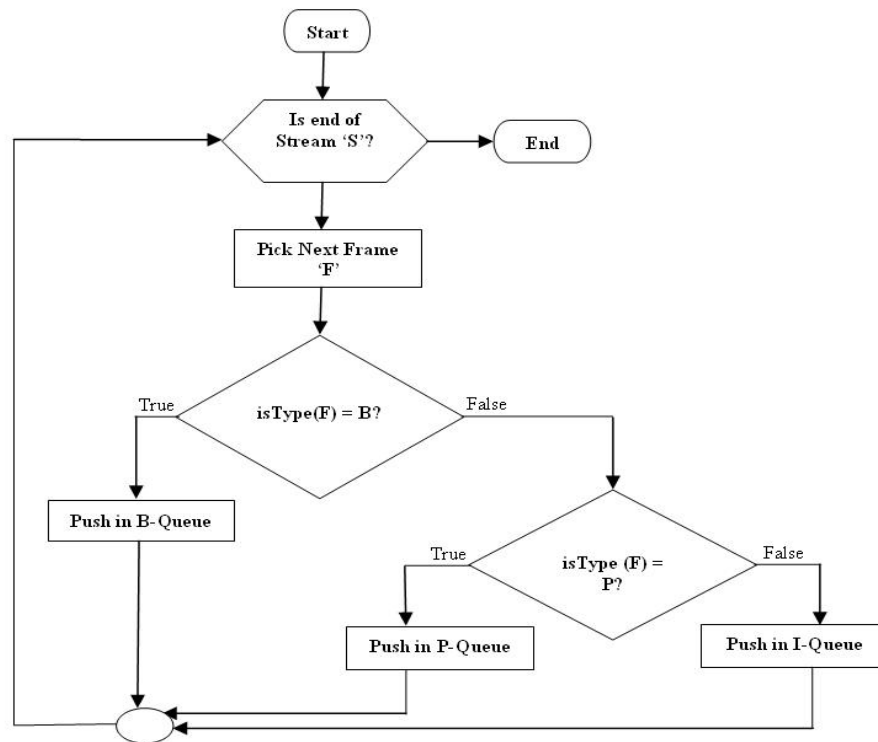 Start
Is end of
Stream ‘S’?
End
Pick Next Frame
‘F’
True
isType(F) = B?
False
Push in B-Queue
True
isType (F) =
P?
False
Push in P-Queue
Push in I-Queue